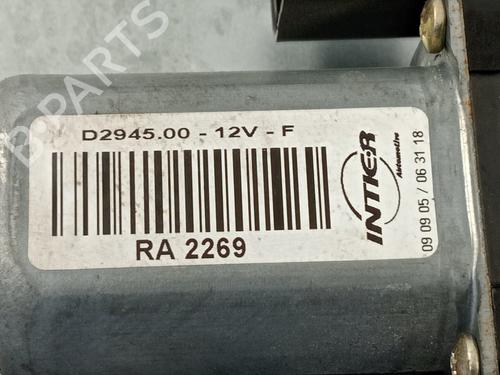 D2945.00 - 12V - F
RA 2269
INTIER
Automotive
09 09 05 / 06 31 18
B-PARTS